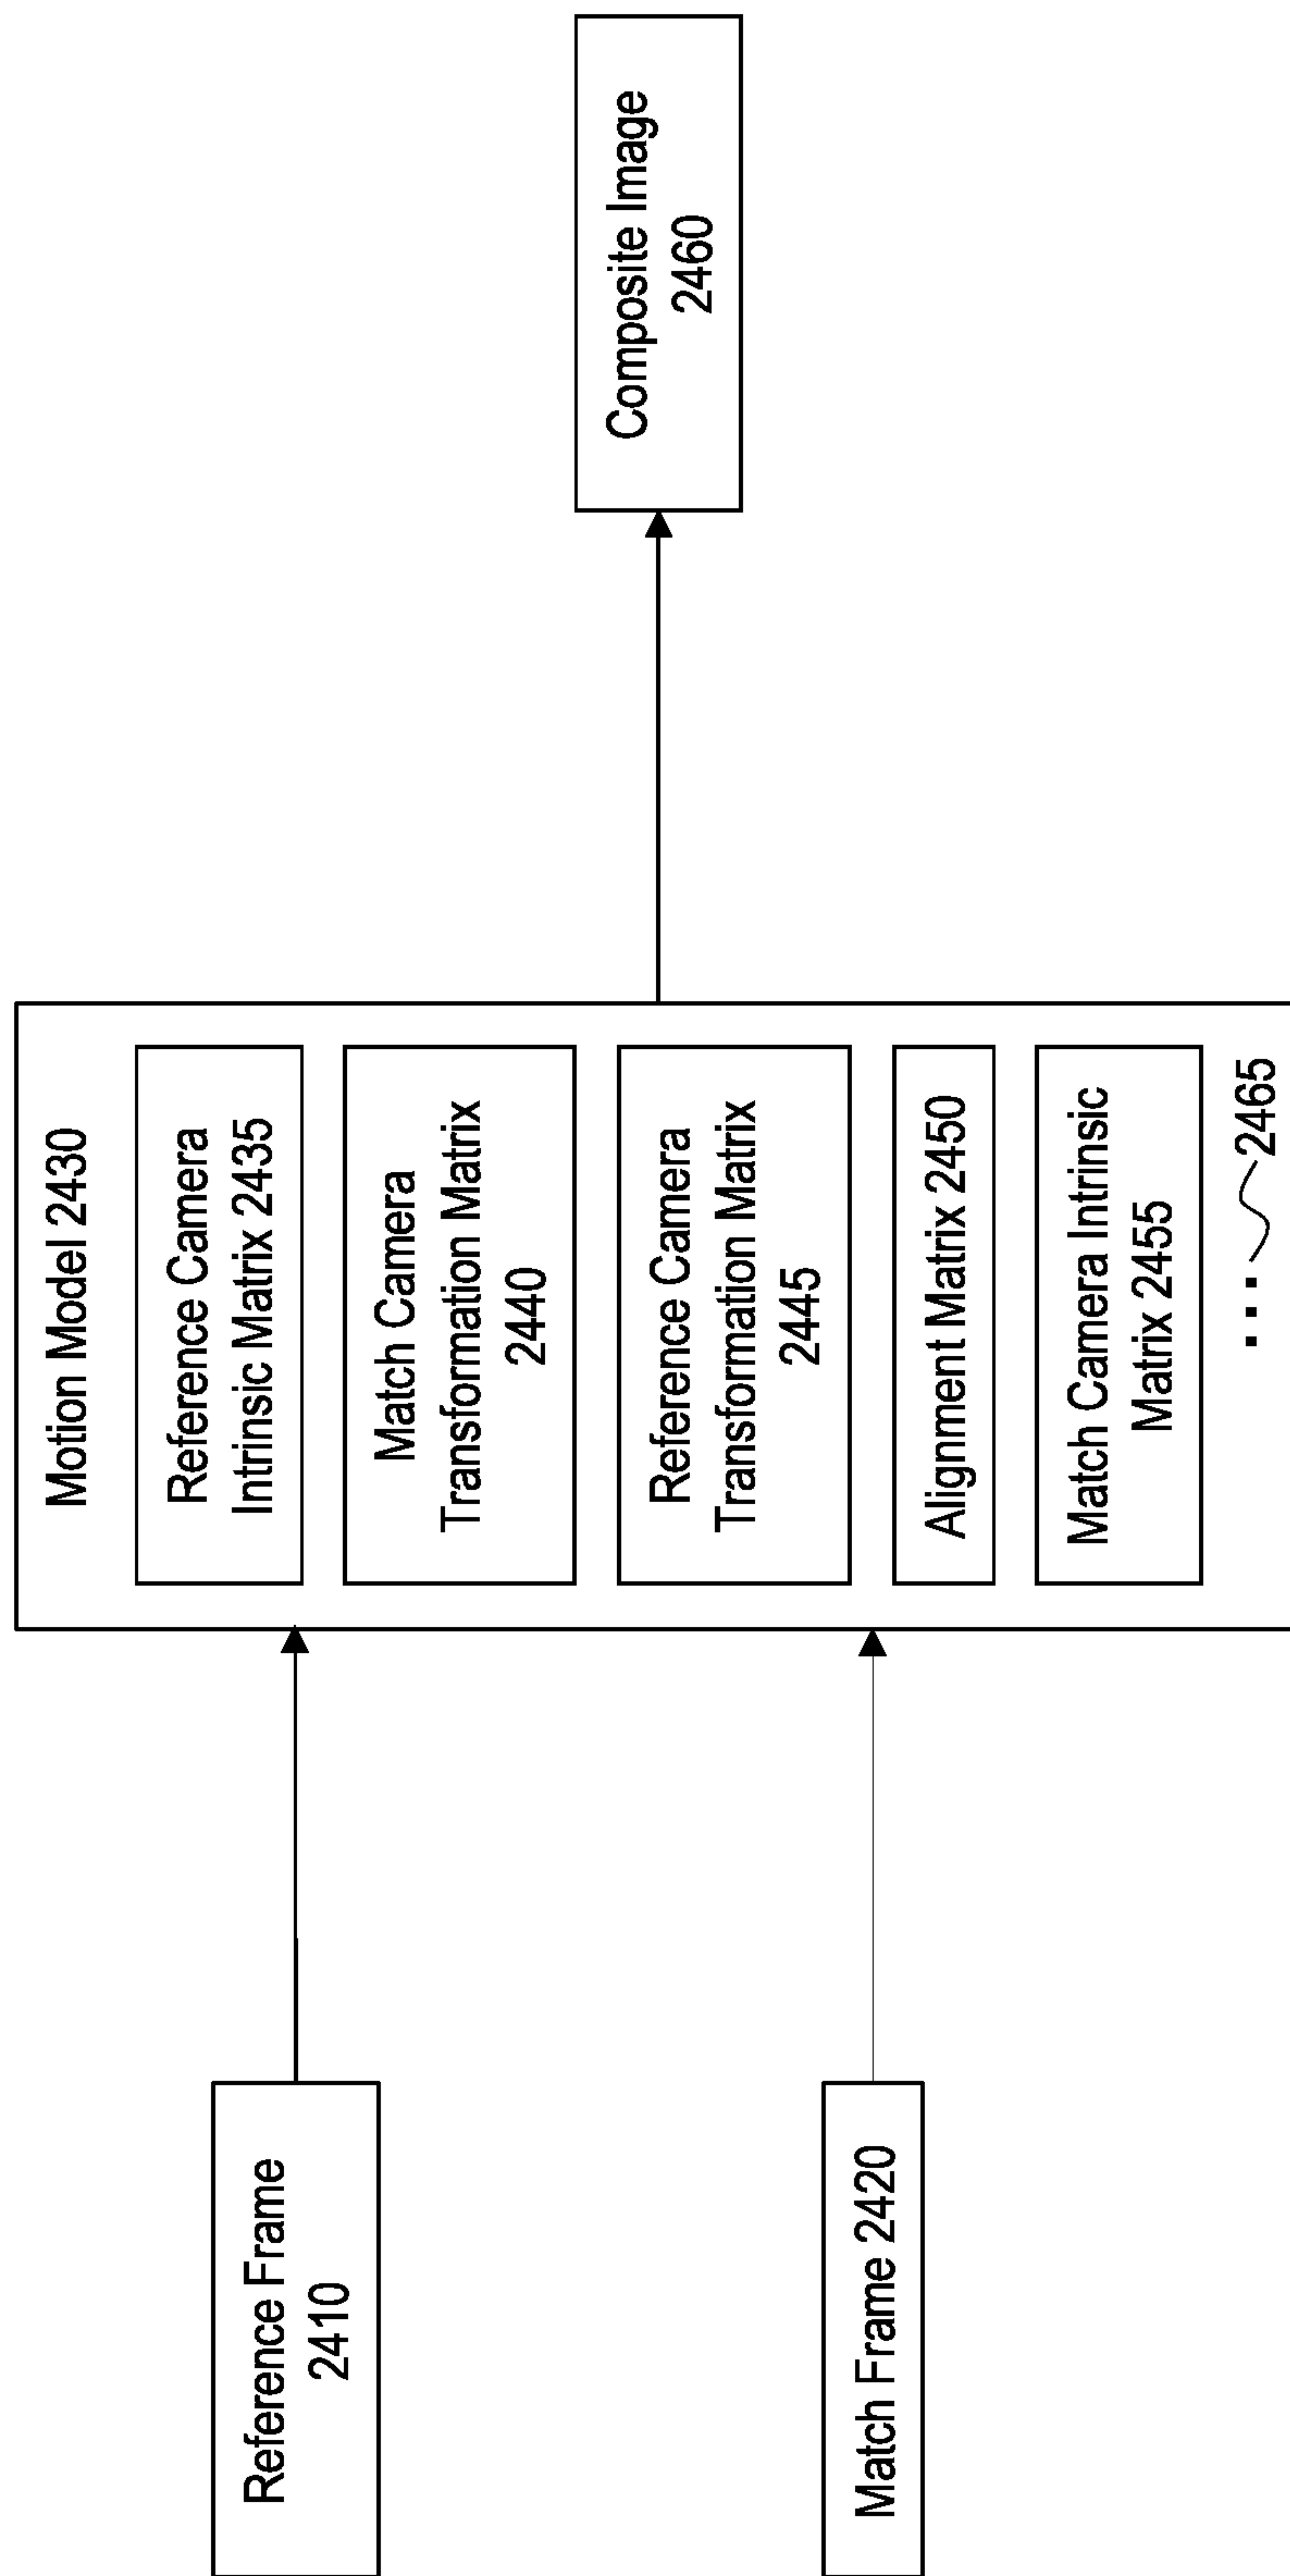 Reference Frame
2410
Match Frame 2420
Motion Model 2430
Reference Camera
Intrinsic Matrix 2435
Match Camera
Transformation Matrix
2440
Reference Camera
Transformation Matrix
2445
Alignment Matrix 2450
Match Camera Intrinsic
Matrix 2455
... 2465
Composite Image
2460